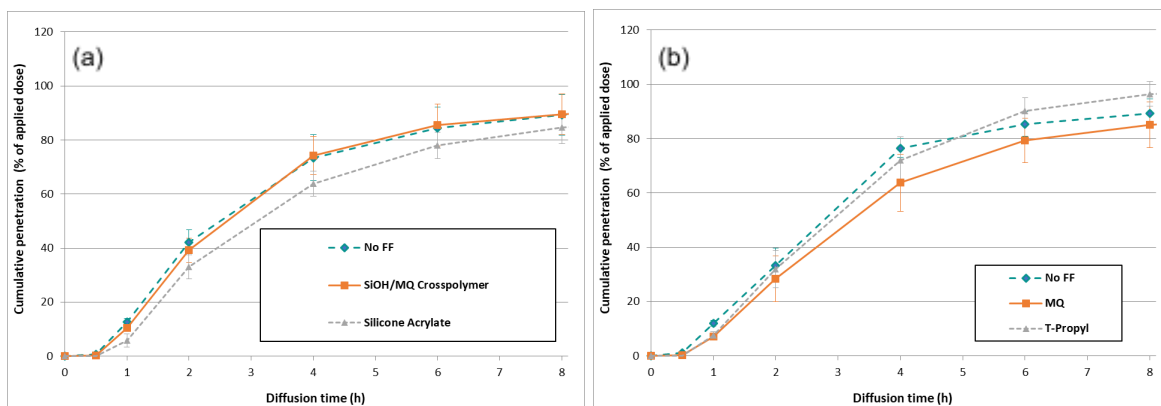 (a)
Cumulative penetration (% of applied dose)
120
100
80
60
40
20
0
No FF
SiOH/MQ Crosspolymer
Silicone Acrylate
0 1 2 3 4 5 6 7 8
Diffusion time (h)
(b)
Cumulative penetration (% of applied dose)
120
100
80
60
40
20
0
No FF
MQ
T-Propyl
0 1 2 3 4 5 6 7 8
Diffusion time (h)